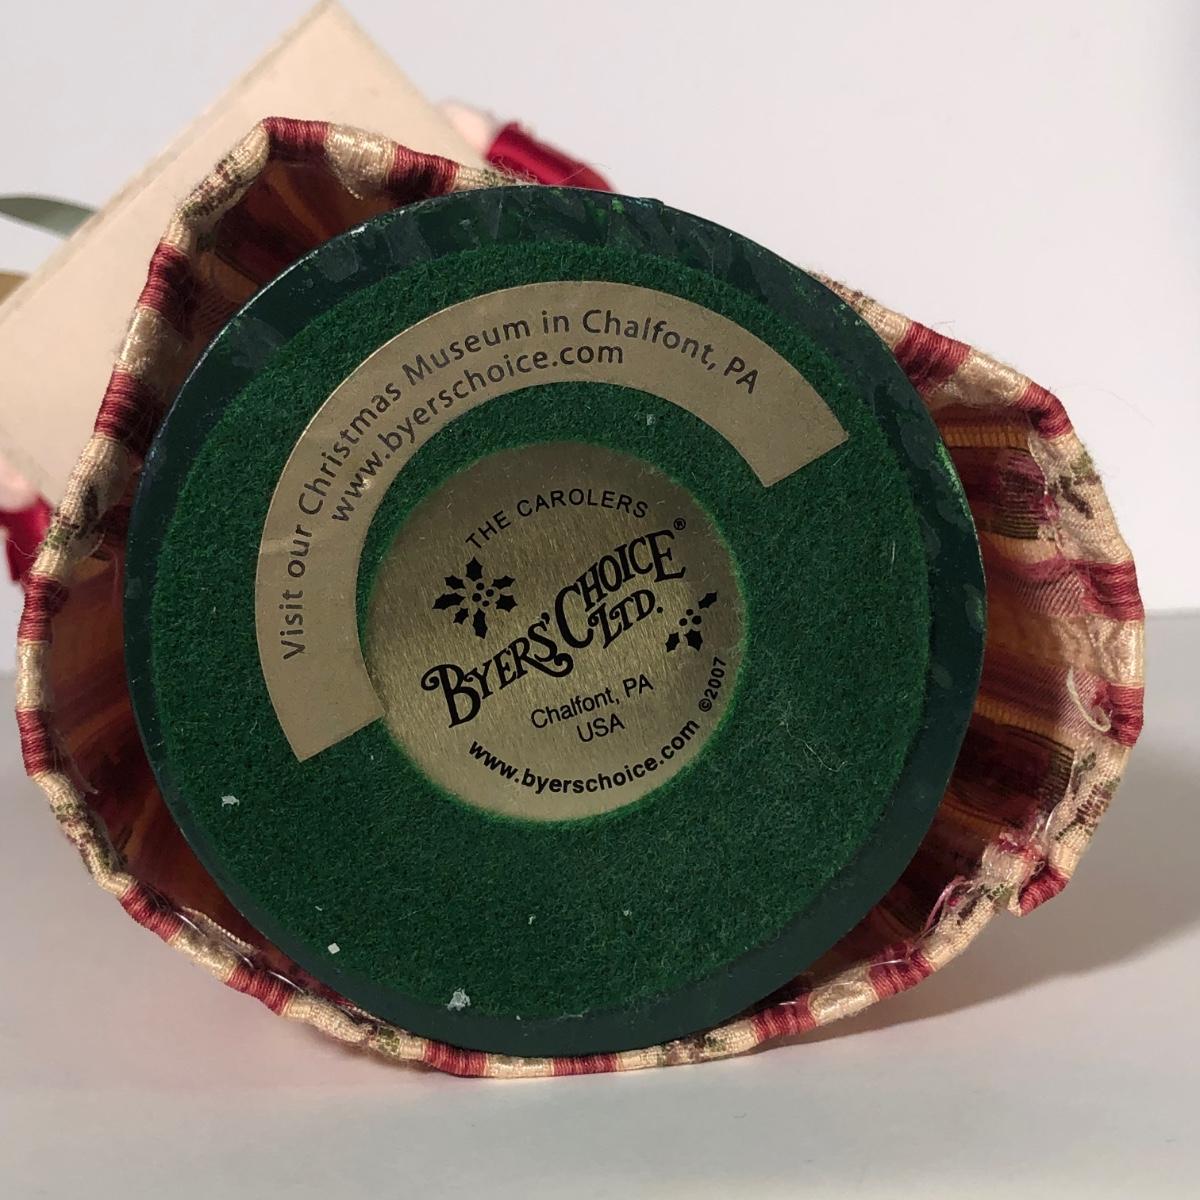 Visit our Christmas Museum in Chalfont, PA
www.byerschoice.com
THE CAROLERS
BYERS' CHOICE® LTD.
Chalfont, PA
USA
www.byerschoice.com ©2007